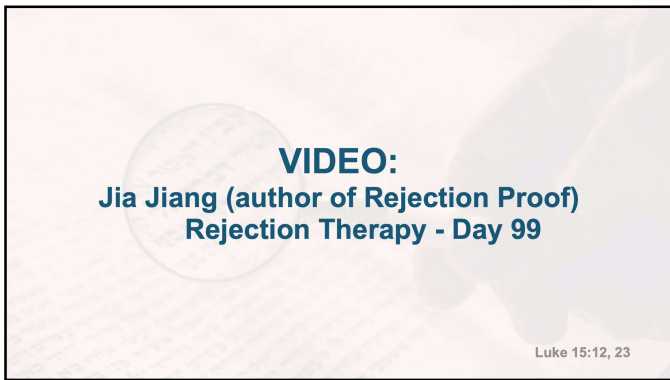 VIDEO:
Jia Jiang (author of Rejection Proof)
Rejection Therapy - Day 99
Luke 15:12, 23